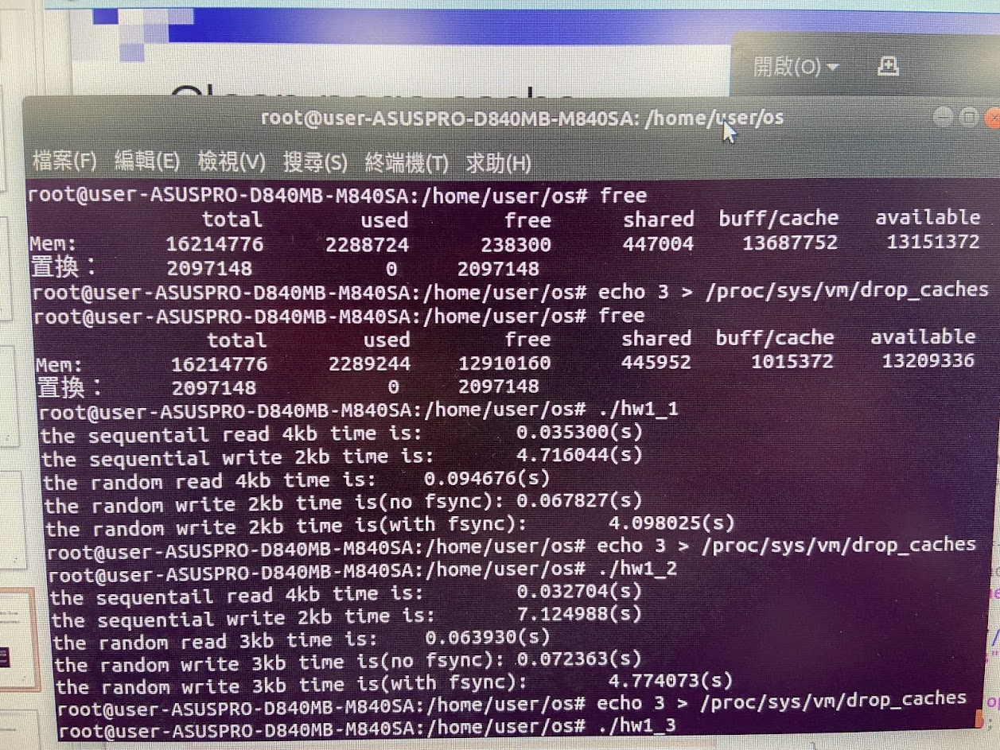 Clean page cache
開啟(O)
root@user-ASUSPRO-D840MB-M840SA: /home/user/os
檔案(F) 編輯(E) 檢視(V) 搜尋(S) 終端機(T) 求助(H)
root@user-ASUSPRO-D840MB-M840SA:/home/user/os# free
total used free shared buff/cache available
Mem: 16214776 2288724 238300 447004 13687752 13151372
置換： 2097148 0 2097148
root@user-ASUSPRO-D840MB-M840SA:/home/user/os# echo 3 > /proc/sys/vm/drop_caches
root@user-ASUSPRO-D840MB-M840SA:/home/user/os# free
total used free shared buff/cache available
Mem: 16214776 2289244 12910160 445952 1015372 13209336
置換： 2097148 0 2097148
root@user-ASUSPRO-D840MB-M840SA:/home/user/os# ./hw1_1
the sequentail read 4kb time is: 0.035300(s)
the sequential write 2kb time is: 4.716044(s)
the random read 4kb time is: 0.094676(s)
the random write 2kb time is(no fsync): 0.067827(s)
the random write 2kb time is(with fsync): 4.098025(s)
root@user-ASUSPRO-D840MB-M840SA:/home/user/os# echo 3 > /proc/sys/vm/drop_caches
root@user-ASUSPRO-D840MB-M840SA:/home/user/os# ./hw1_2
the sequentail read 4kb time is: 0.032704(s)
the sequential write 2kb time is: 7.124988(s)
the random read 3kb time is: 0.063930(s)
the random write 3kb time is(no fsync): 0.072363(s)
the random write 3kb time is(with fsync): 4.774073(s)
root@user-ASUSPRO-D840MB-M840SA:/home/user/os# echo 3 > /proc/sys/vm/drop_caches
root@user-ASUSPRO-D840MB-M840SA:/home/user/os# ./hw1_3